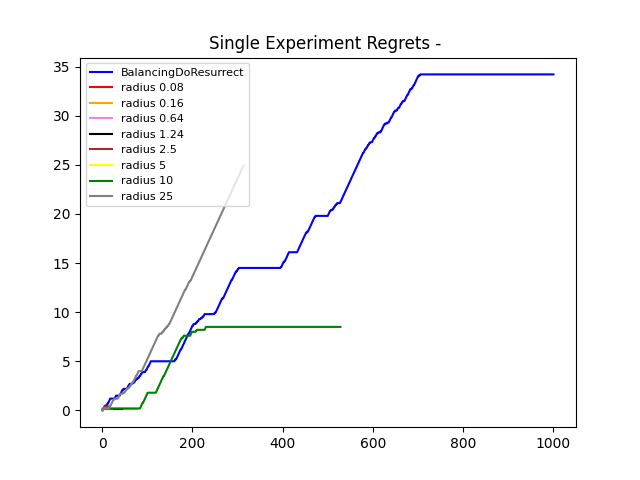 Single Experiment Regrets -
35
30
25
20
15
10
5
0
BalancingDoResurrect
radius 0.08
radius 0.16
radius 0.64
radius 1.24
radius 2.5
radius 5
radius 10
radius 25
0 200 400 600 800 1000